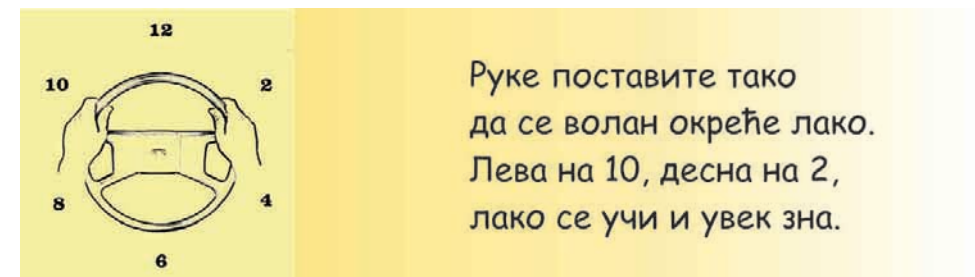 12
10 2
8 4
6
Руке поставите тако
да се волан окреће лако.
Лева на 10, десна на 2,
лако се учи и увек зна.